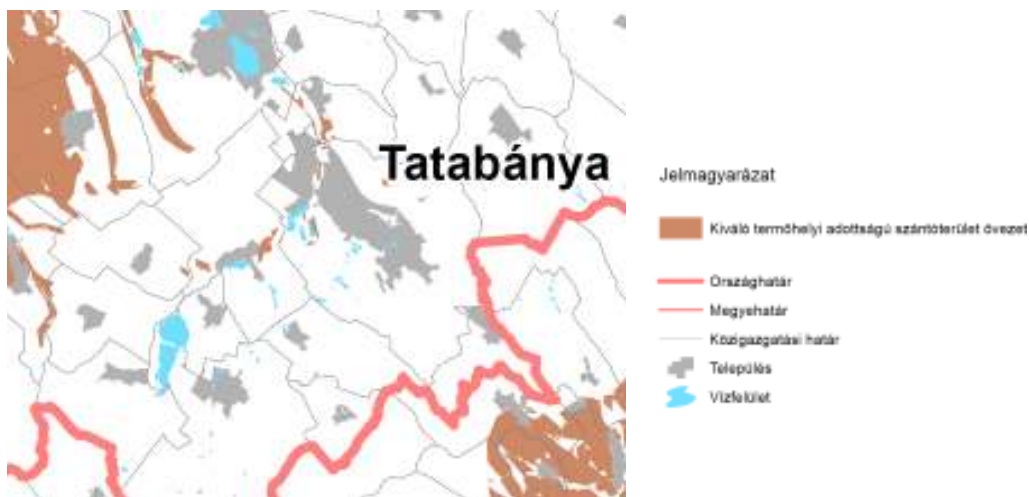 Tatabánya
Jelmagyarázat
Kiváló termőhelyi adottságú szántóterület övezet
Országhatár
Megyehatár
Közigazgatási határ
Település
Vízfelület